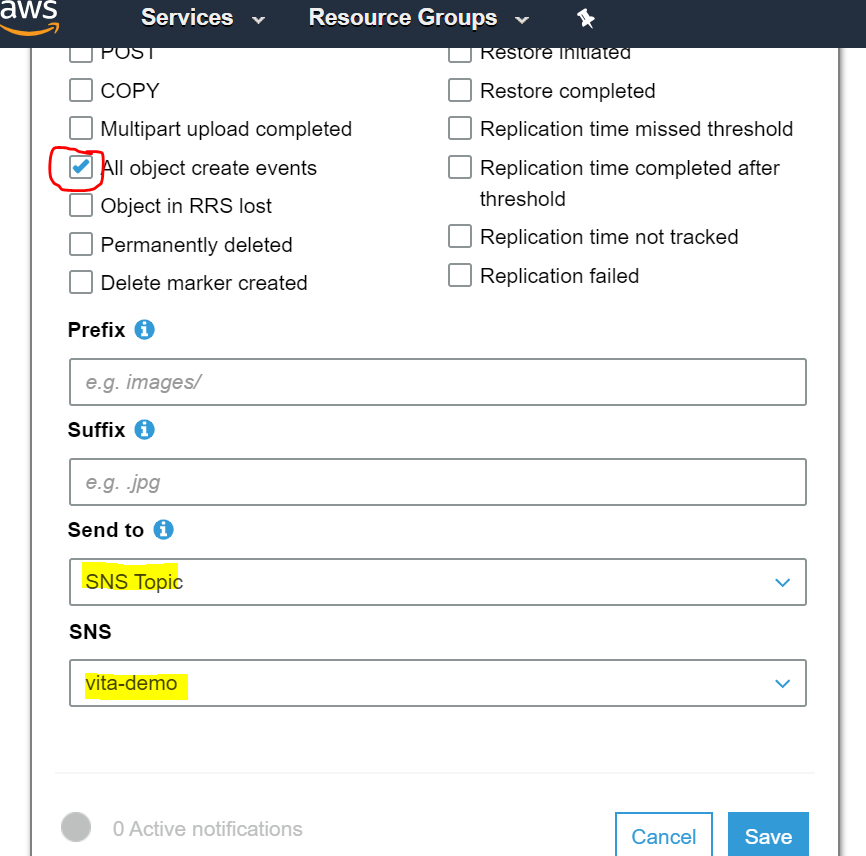 aws Services Resource Groups
POST
COPY
Multipart upload completed
All object create events
Object in RRS lost
Permanently deleted
Delete marker created
Restore initiated
Restore completed
Replication time missed threshold
Replication time completed after
threshold
Replication time not tracked
Replication failed
Prefix
e.g. images/
Suffix
e.g. .jpg
Send to
SNS Topic
SNS
vita-demo
0 Active notifications
Cancel Save